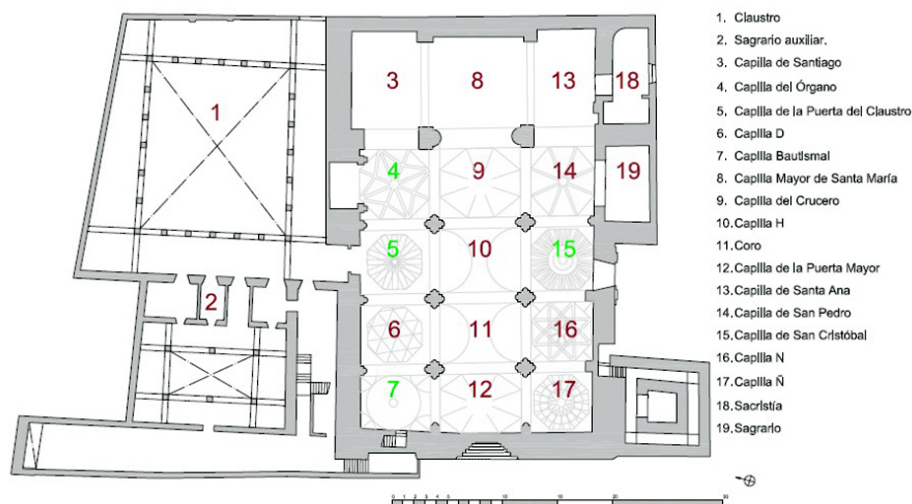 1. Claustro
2. Sagrario auxiliar.
3. Capilla de Santiago
4. Capilla del Órgano
5. Capilla de la Puerta del Claustro
6. Capilla D
7. Capilla Bautismal
8. Capilla Mayor de Santa María
9. Capilla del Crucero
10. Capilla H
11. Coro
12. Capilla de la Puerta Mayor
13. Capilla de Santa Ana
14. Capilla de San Pedro
15. Capilla de San Cristóbal
16. Capilla N
17. Capilla Ñ
18. Sacristía
19. Sagrario
3 8 13 18
1
4 9 14 19
5 10 15
2
6 11 16
7 12 17